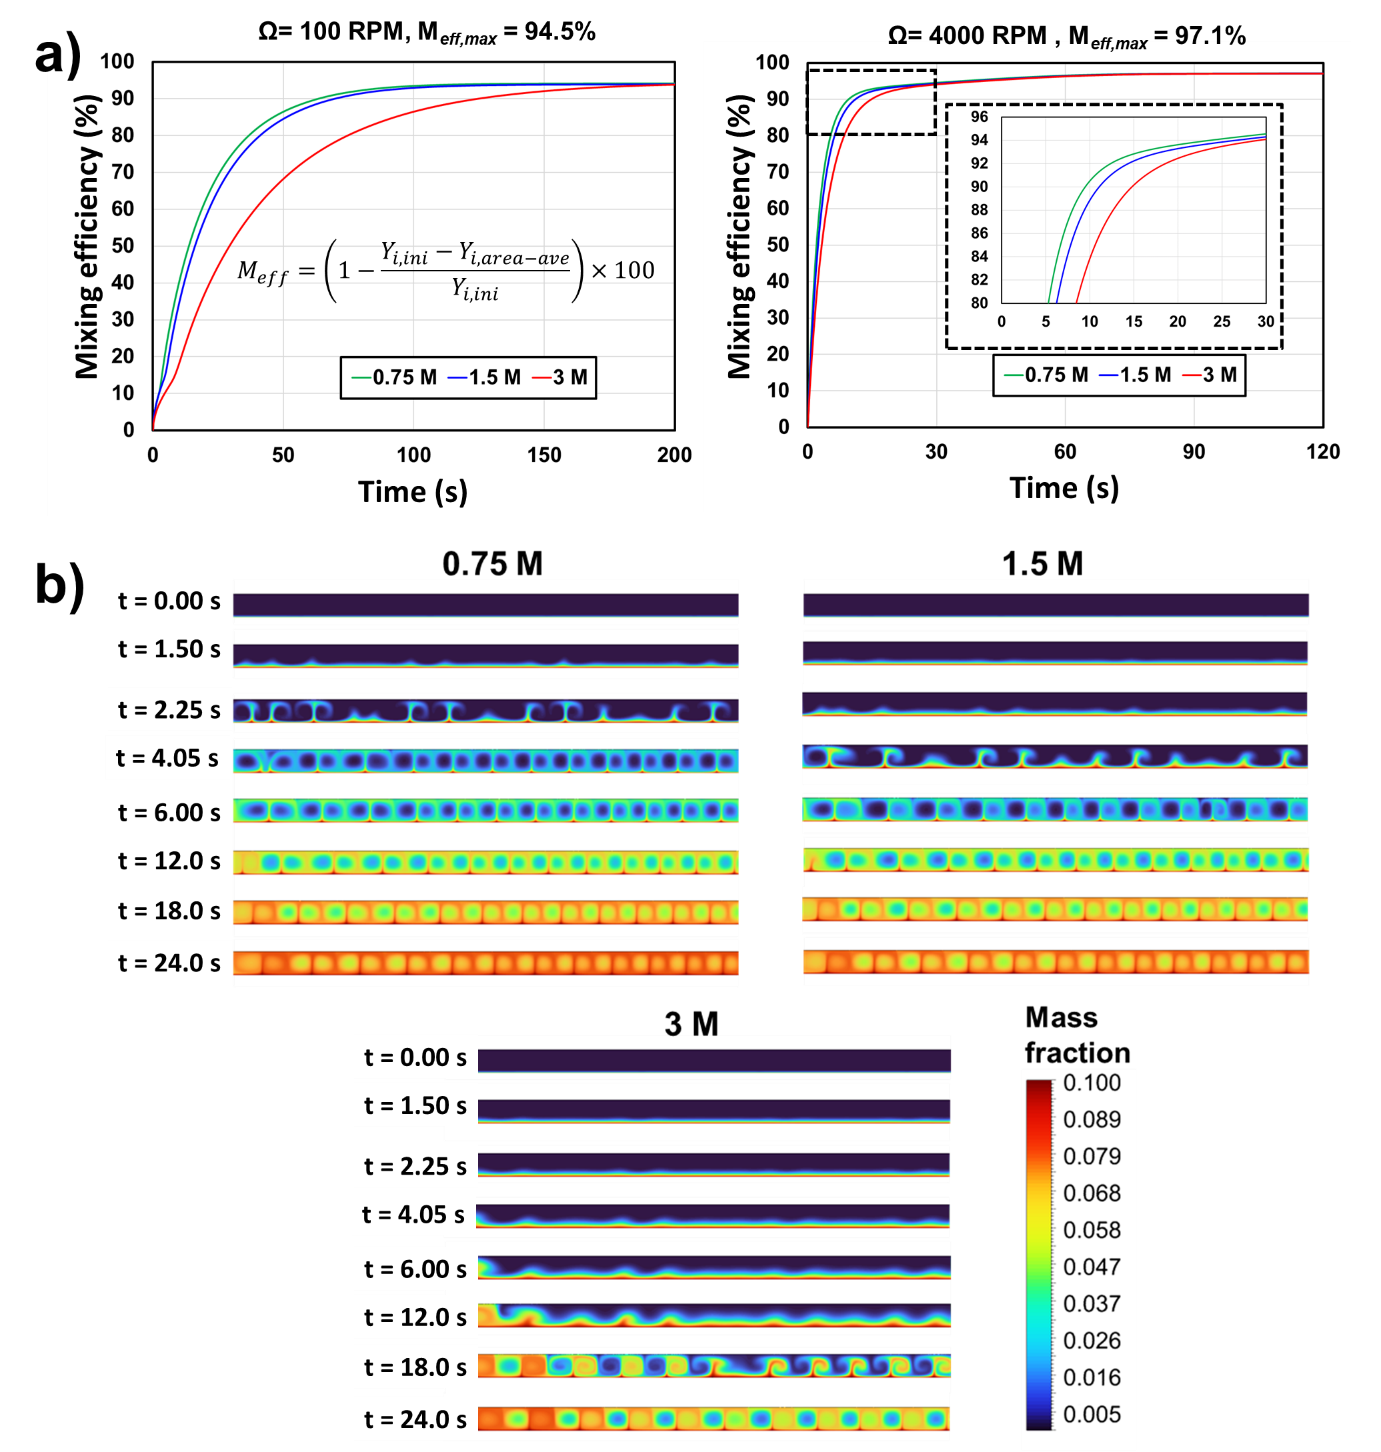 a)
Ω= 100 RPM, Meff,max = 94.5%
Mixing efficiency (%)
100
90
80
70
60
50
40
30
20
10
0
M_eff = (1 − (Y_i,ini − Y_i,area−ave) / Y_i,ini) × 100
0.75 M 1.5 M 3 M
0 50 100 150 200
Time (s)
Ω= 4000 RPM , Meff,max = 97.1%
Mixing efficiency (%)
100
90
80
70
60
50
40
30
20
10
0
96
94
92
90
88
86
84
82
80
0 5 10 15 20 25 30
0.75 M 1.5 M 3 M
0 30 60 90 120
Time (s)
b)
0.75 M
1.5 M
t = 0.00 s
t = 1.50 s
t = 2.25 s
t = 4.05 s
t = 6.00 s
t = 12.0 s
t = 18.0 s
t = 24.0 s
3 M
t = 0.00 s
t = 1.50 s
t = 2.25 s
t = 4.05 s
t = 6.00 s
t = 12.0 s
t = 18.0 s
t = 24.0 s
Mass
fraction
0.100
0.089
0.079
0.068
0.058
0.047
0.037
0.026
0.016
0.005